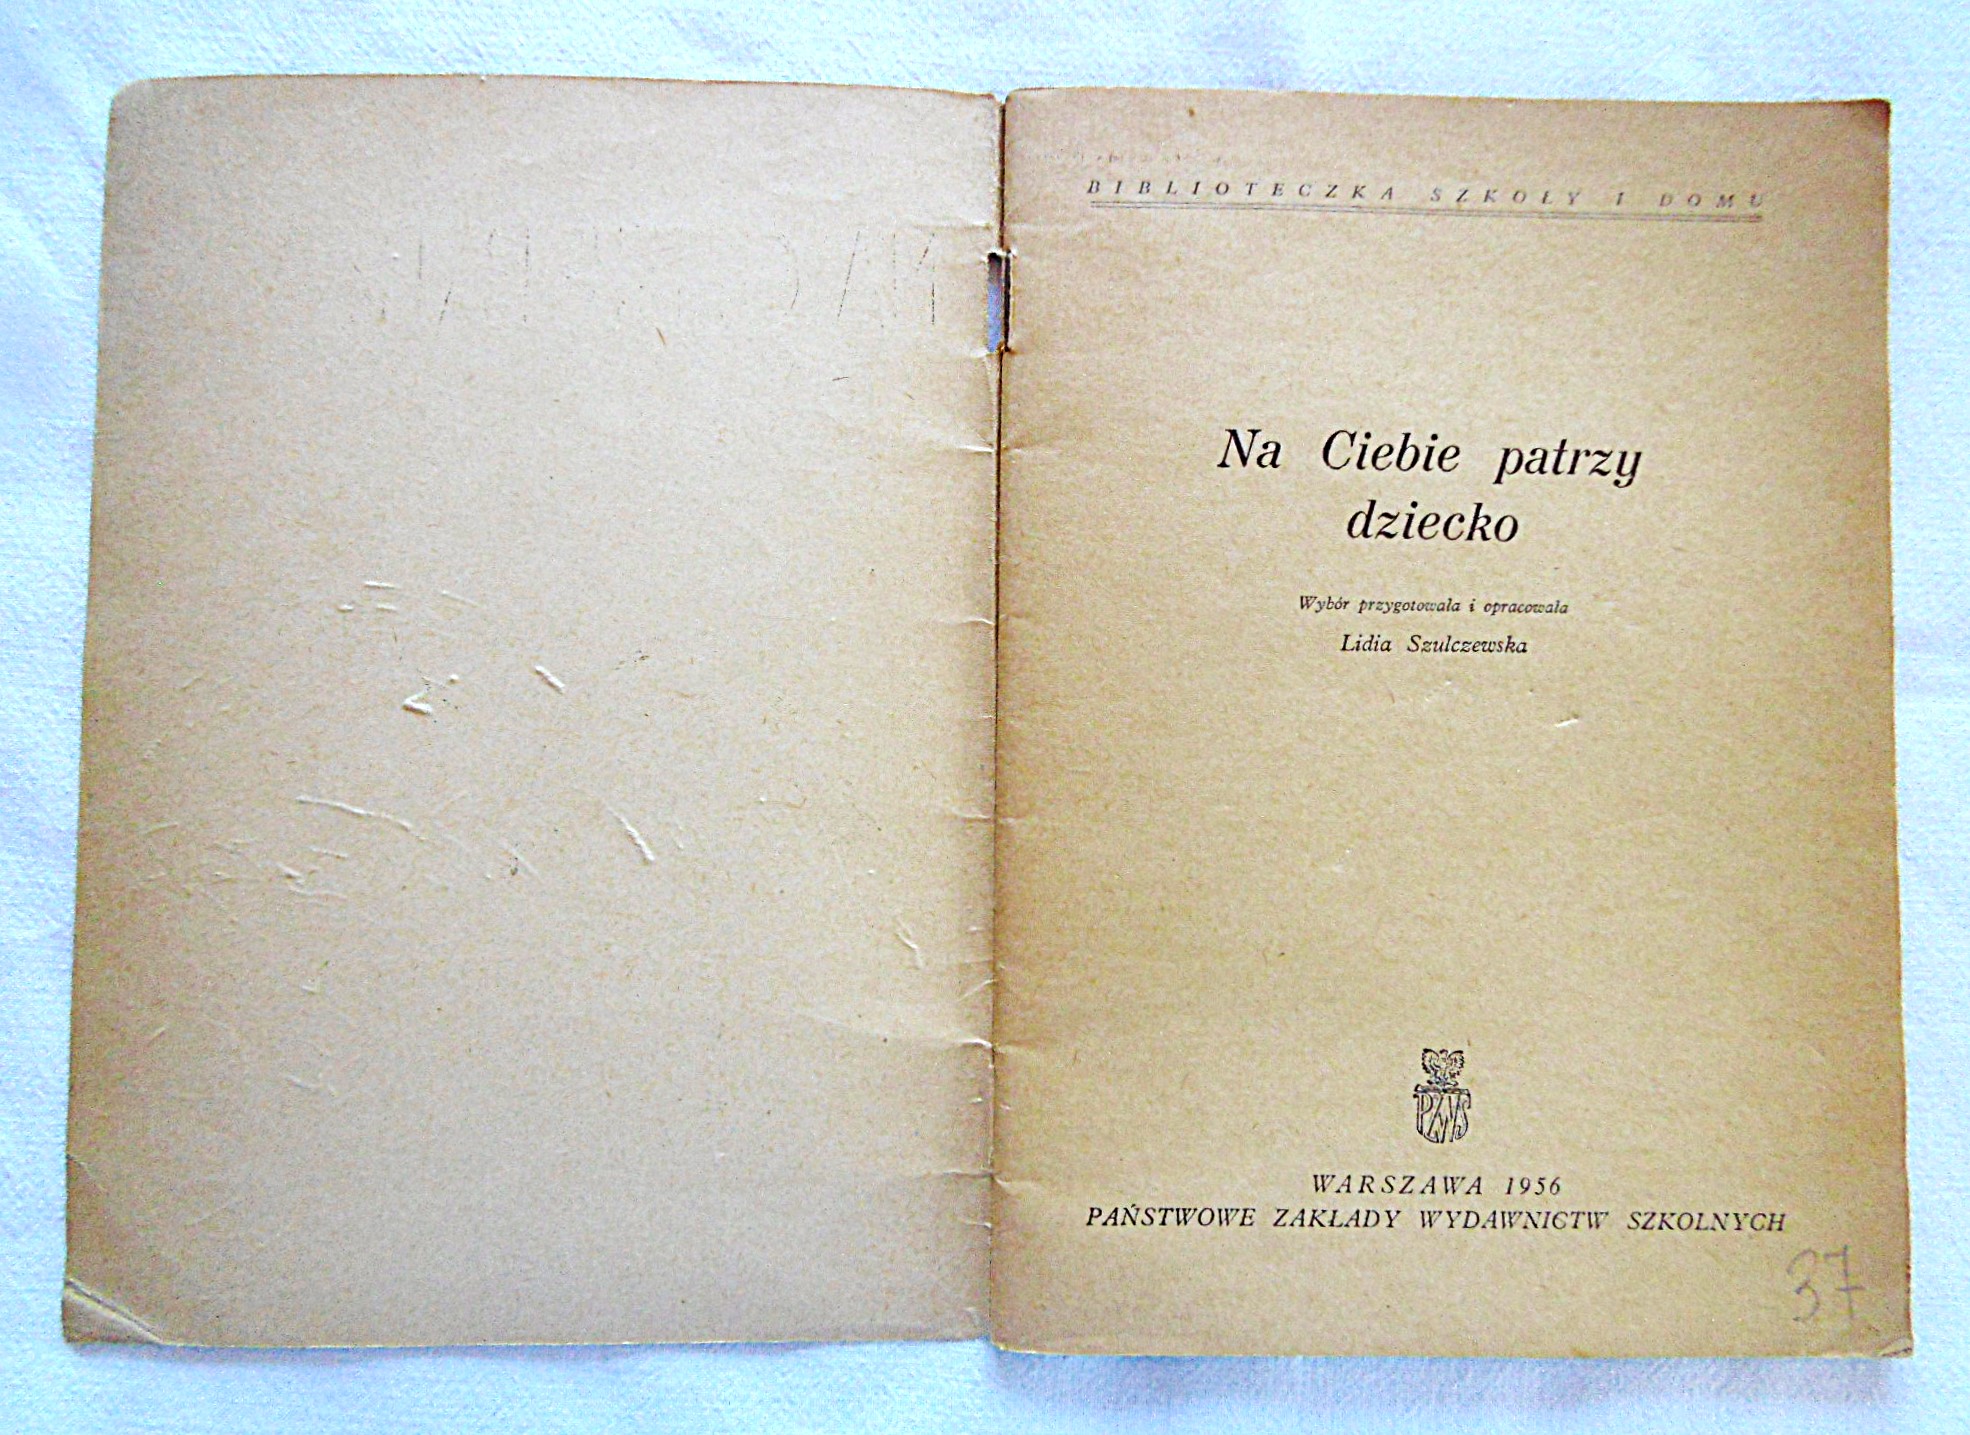 BIBLIOTECZKA SZKOŁY I DOMU
Na Ciebie patrzy
dziecko
Wybór przygotowała i opracowała
Lidia Szulczewska
PZWS
WARSZAWA 1956
PAŃSTWOWE ZAKŁADY WYDAWNICTW SZKOLNYCH
37